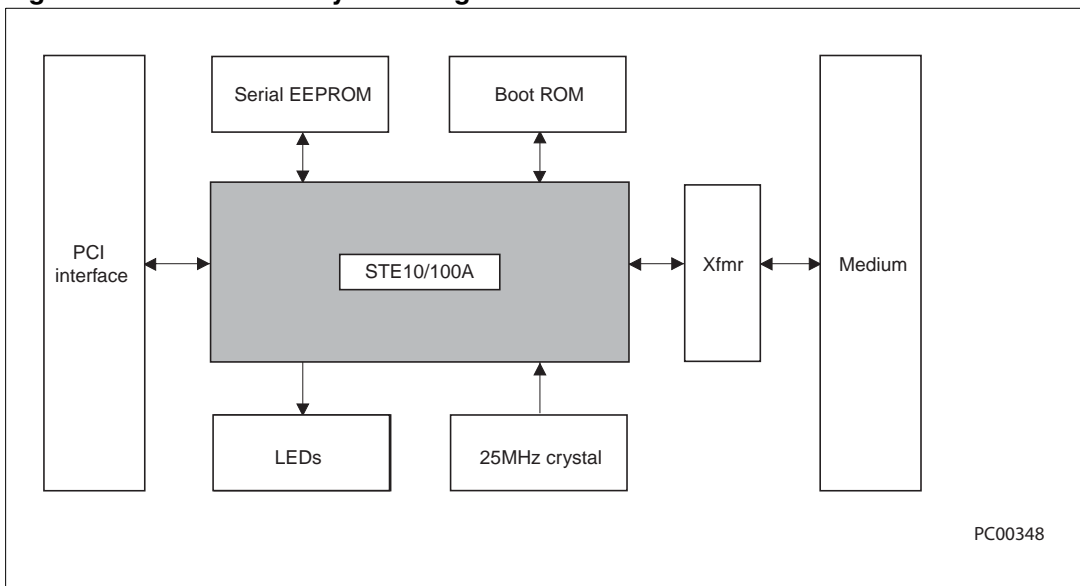 Serial EEPROM
Boot ROM
PCI
interface
STE10/100A
Xfmr
Medium
LEDs
25MHz crystal
PC00348